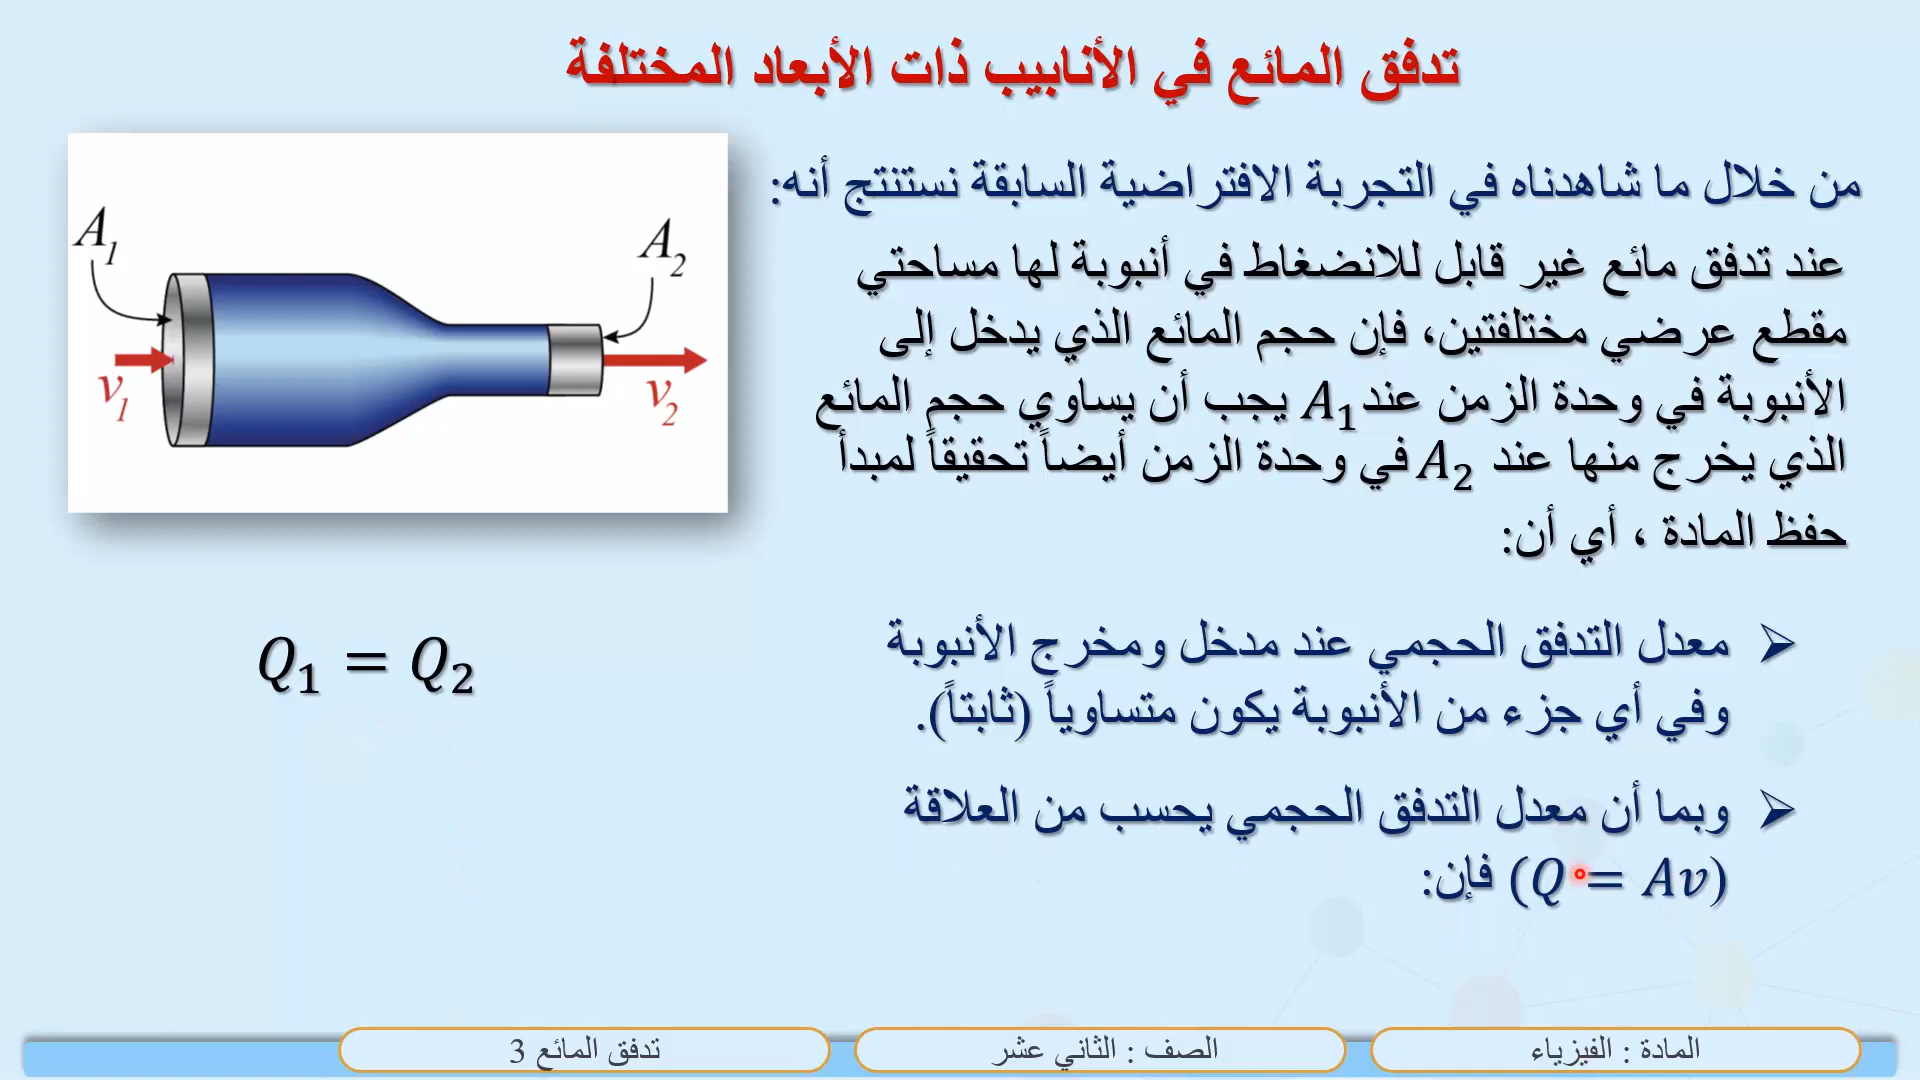 تدفق المائع في الأنابيب ذات الأبعاد المختلفة
من خلال ما شاهدناه في التجربة الافتراضية السابقة نستنتج أنه:
عند تدفق مائع غير قابل للانضغاط في أنبوبة لها مساحتي
مقطع عرضي مختلفتين، فإن حجم المائع الذي يدخل إلى
الأنبوبة في وحدة الزمن عند A₁ يجب أن يساوي حجم المائع
الذي يخرج منها عند A₂ في وحدة الزمن أيضاً تحقيقاً لمبدأ
حفظ المادة ، أي أن:
A₁
A₂
v₁
v₂
➢ معدل التدفق الحجمي عند مدخل ومخرج الأنبوبة
وفي أي جزء من الأنبوبة يكون متساوياً (ثابتاً).
Q₁ = Q₂
➢ وبما أن معدل التدفق الحجمي يحسب من العلاقة
(Q = Av) فإن:
المادة : الفيزياء
الصف : الثاني عشر
تدفق المائع 3